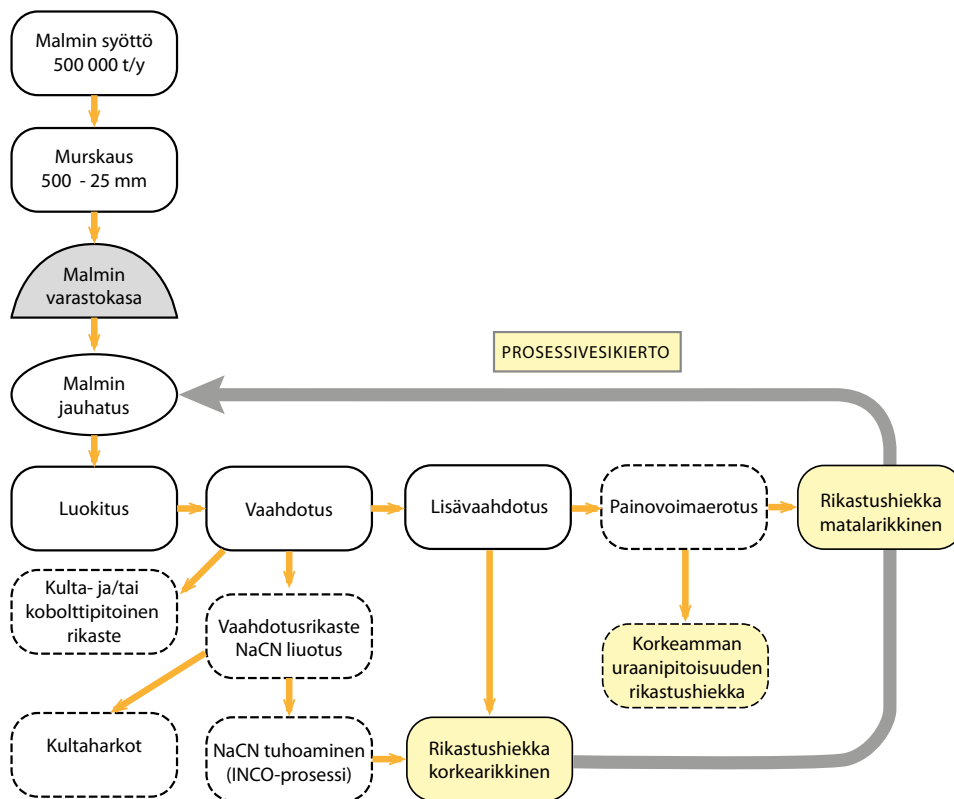 Malmin syöttö
500 000 t/y
Murskaus
500 - 25 mm
Malmin
varastokasa
PROSESSIVESIKIERTO
Malmin
jauhatus
Luokitus
Vaahdotus
Lisävaahdotus
Painovoimaerotus
Rikastushiekka
matalarikkinen
Kulta- ja/tai
kobolttipitoinen
rikaste
Vaahdotusrikaste
NaCN liuotus
Korkeamman
uraanipitoisuuden
rikastushiekka
Kultaharkot
NaCN tuhoaminen
(INCO-prosessi)
Rikastushiekka
korkearikkinen